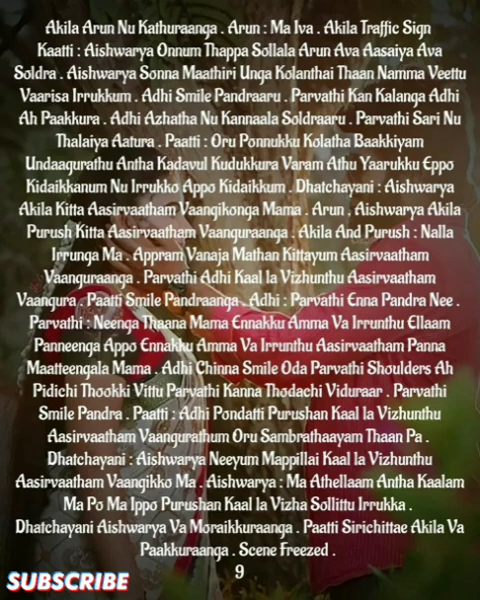 Akila Arun Nu Kathuraanga . Arun : Ma Iva . Akila Traffic Sign
Kaatti : Aishwarya Onnum Thappa Sollala Arun Ava Aasaiya Ava
Soldra . Aishwarya Sonna Maathiri Unga Kolanthai Thaan Namma Veettu
Vaarisa Irrukkum . Adhi Smile Pandraaru . Parvathi Kan Kalanga Adhi
Ah Paakkura . Adhi Azhatha Nu Kannaala Soldraaru . Parvathi Sari Nu
Thalaiya Aatura . Paatti : Oru Ponnukku Kolatha Baakkiyam
Undaagurathu Antha Kadavul Kudukkura Varam Athu Yaarukku Eppo
Kidaikkanum Nu Irrukko Appo Kidaikkum . Dhatchayani : Aishwarya
Akila Kitta Aasirvaatham Vaangikonga Mama . Arun , Aishwarya Akila
Purush Kitta Aasirvaatham Vaanguraanga . Akila And Purush : Nalla
Irrunga Ma . Appram Vanaja Mathan Kittayum Aasirvaatham
Vaanguraanga . Parvathi Adhi Kaal la Vizhunthu Aasirvaatham
Vaangura . Paatti Smile Pandraanga . Adhi : Parvathi Enna Pandra Nee .
Parvathi : Neenga Thaana Mama Ennakku Amma Va Irrunthu Ellaam
Panneenga Appo Ennakku Amma Va Irrunthu Aasirvaatham Panna
Maatteengala Mama . Adhi Chinna Smile Oda Parvathi Shoulders Ah
Pidichi Thookki Vittu Parvathi Kanna Thodachi Viduraar . Parvathi
Smile Pandra . Paatti : Adhi Pondatti Purushan Kaal la Vizhunthu
Aasirvaatham Vaangurathum Oru Sambrathaayam Thaan Pa .
Dhatchayani : Aishwarya Neeyum Mappillai Kaal la Vizhunthu
Aasirvaatham Vaangikko Ma . Aishwarya : Ma Athellaam Antha Kaalam
Ma Po Ma Ippo Purushan Kaal la Vizha Sollittu Irrukka .
Dhatchayani Aishwarya Va Moraikkuraanga . Paatti Sirichittae Akila Va
Paakkuraanga . Scene Freezed .
9
SUBSCRIBE